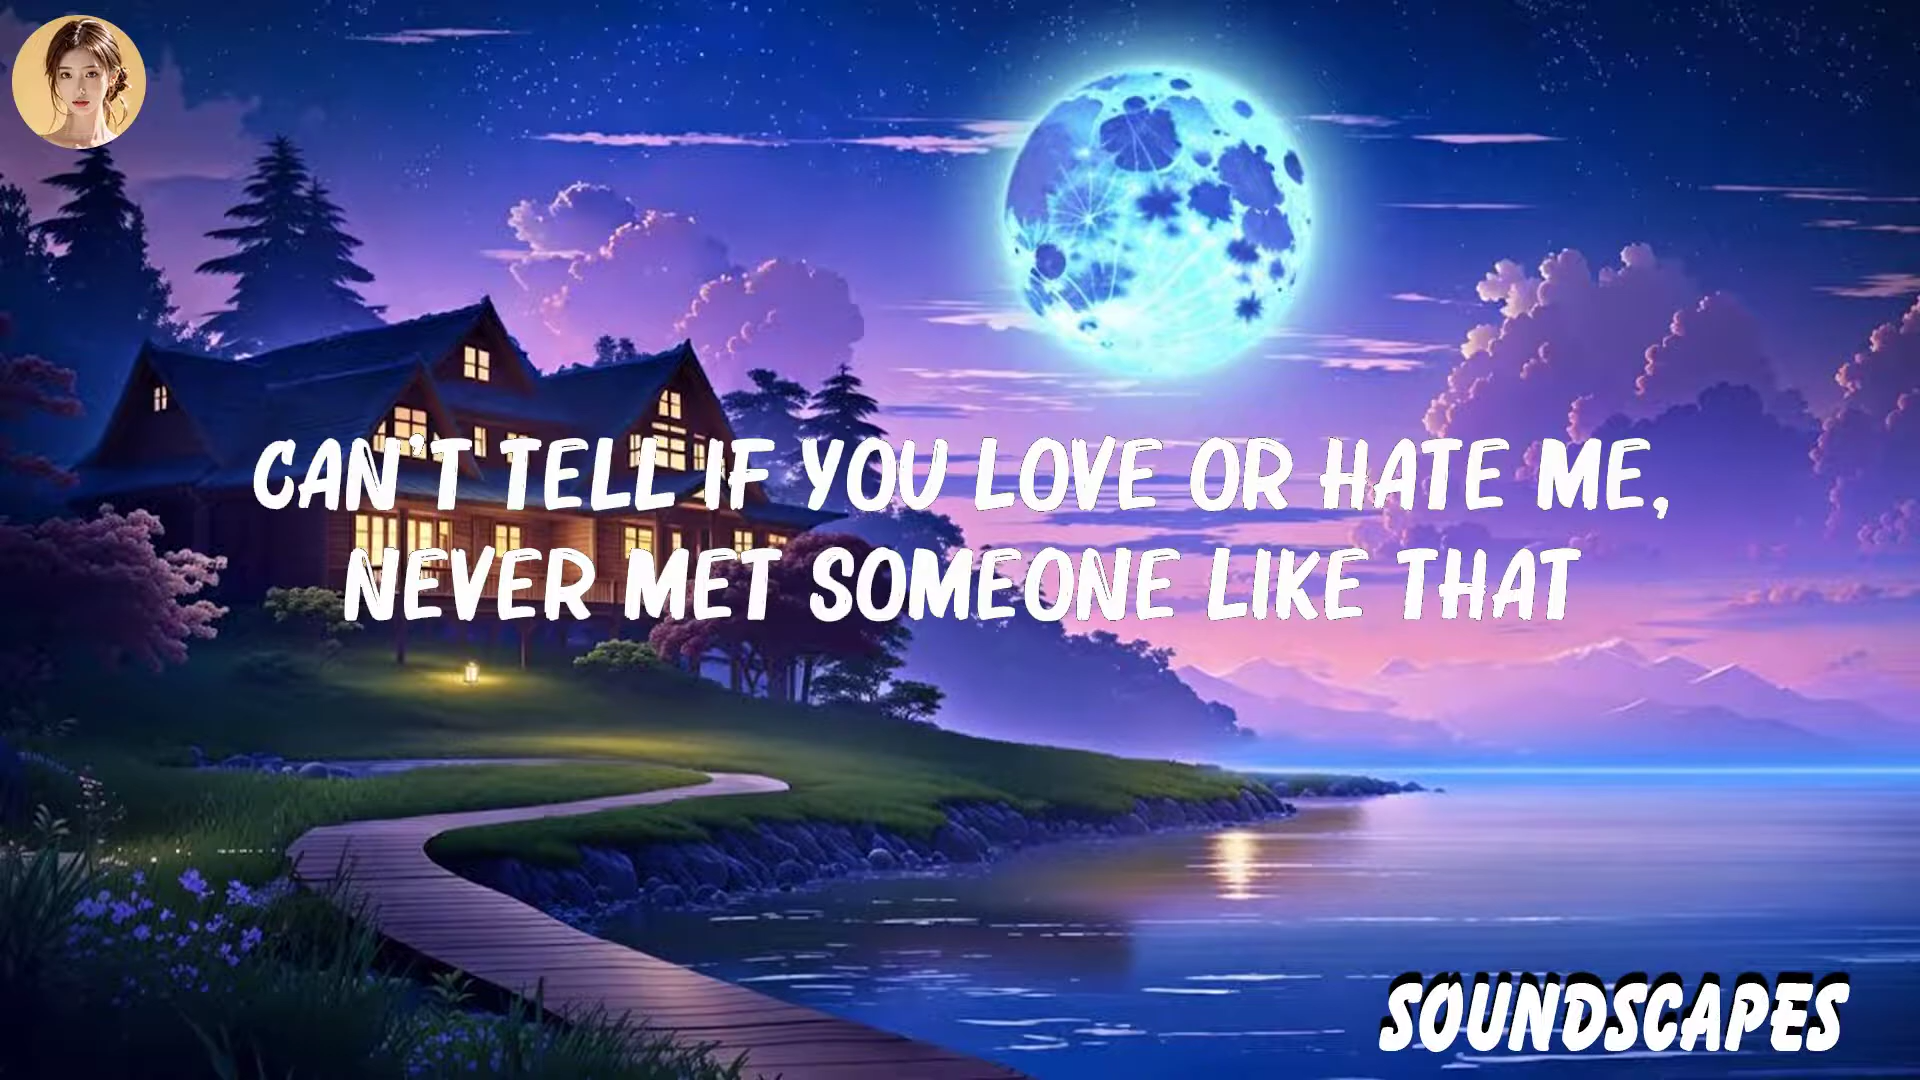 CAN'T TELL IF YOU LOVE OR HATE ME,
NEVER MET SOMEONE LIKE THAT
SOUNDSCAPES